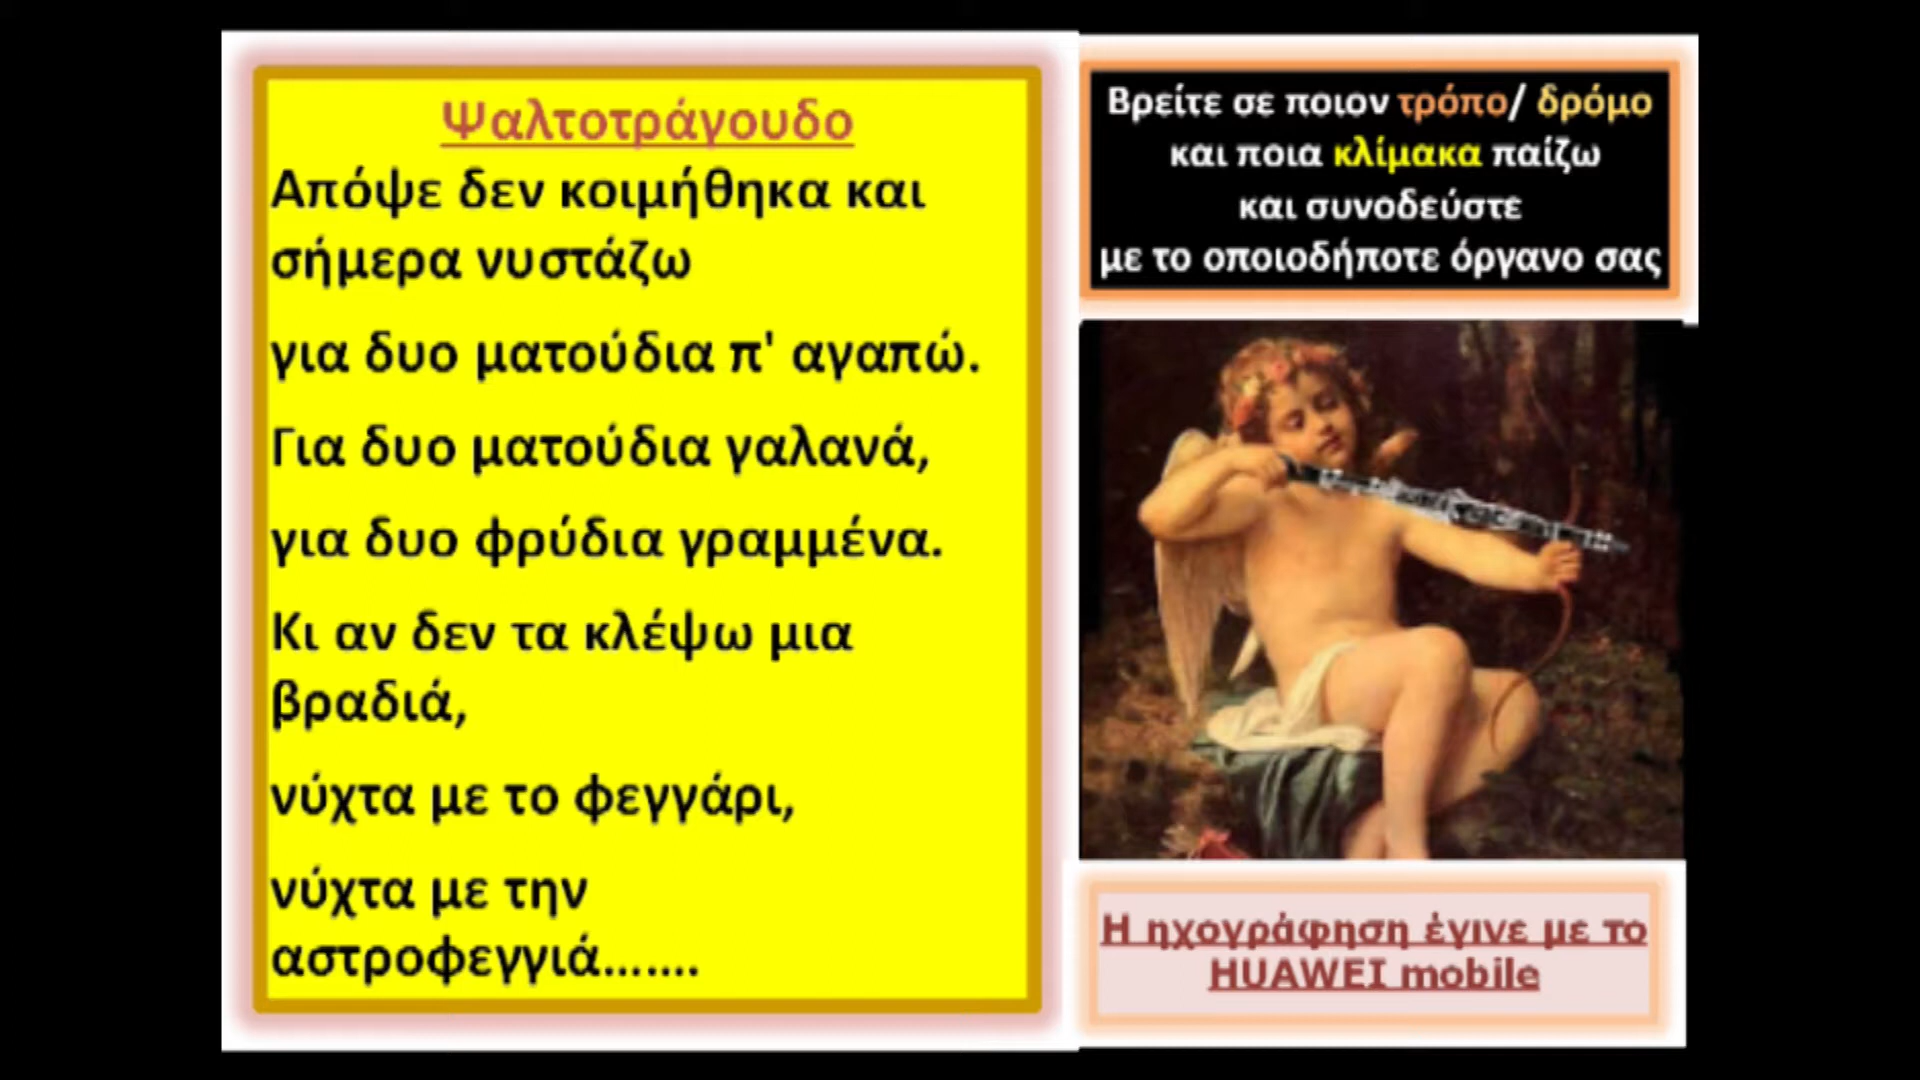 Ψαλτοτράγουδο
Απόψε δεν κοιμήθηκα και
σήμερα νυστάζω
για δυο ματούδια π' αγαπώ.
Για δυο ματούδια γαλανά,
για δυο φρύδια γραμμένα.
Κι αν δεν τα κλέψω μια
βραδιά,
νύχτα με το φεγγάρι,
νύχτα με την
αστροφεγγιά.......
Βρείτε σε ποιον τρόπο/ δρόμο
και ποια κλίμακα παίζω
και συνοδεύστε
με το οποιοδήποτε όργανο σας
Η ηχογράφηση έγινε με το
HUAWEI mobile